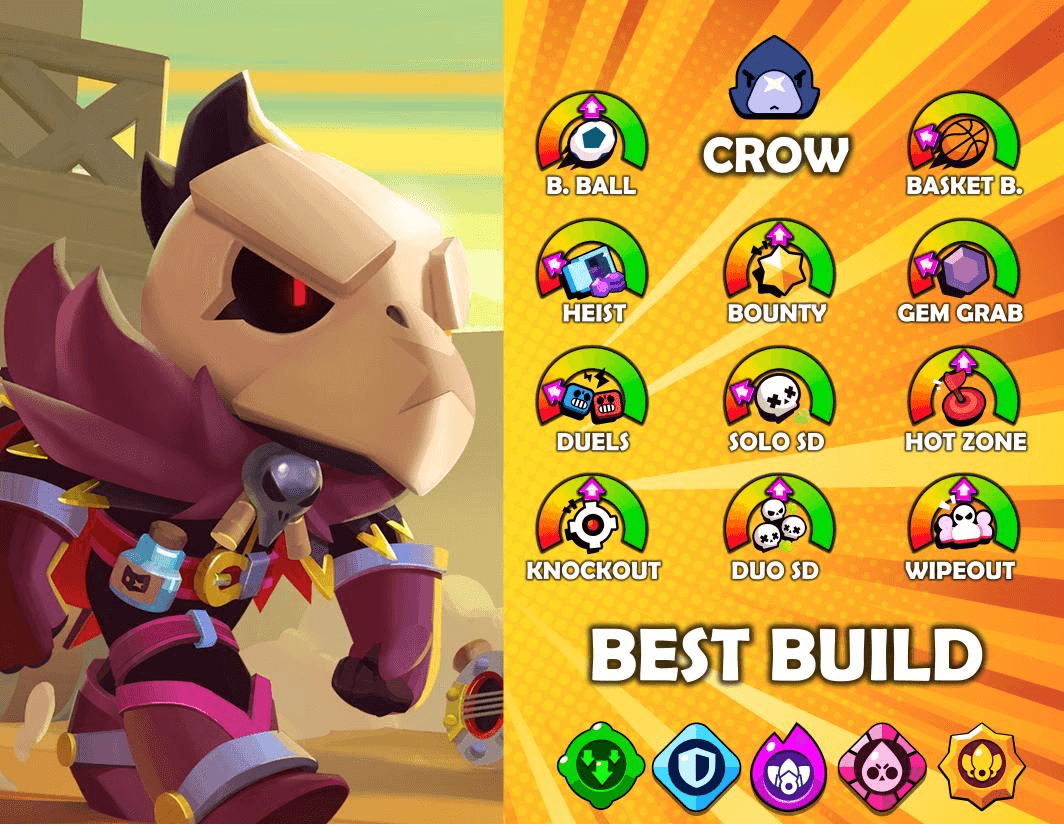 CROW
B. BALL
BASKET B.
HEIST
BOUNTY
GEM GRAB
DUELS
SOLO SD
HOT ZONE
KNOCKOUT
DUO SD
WIPEOUT
BEST BUILD